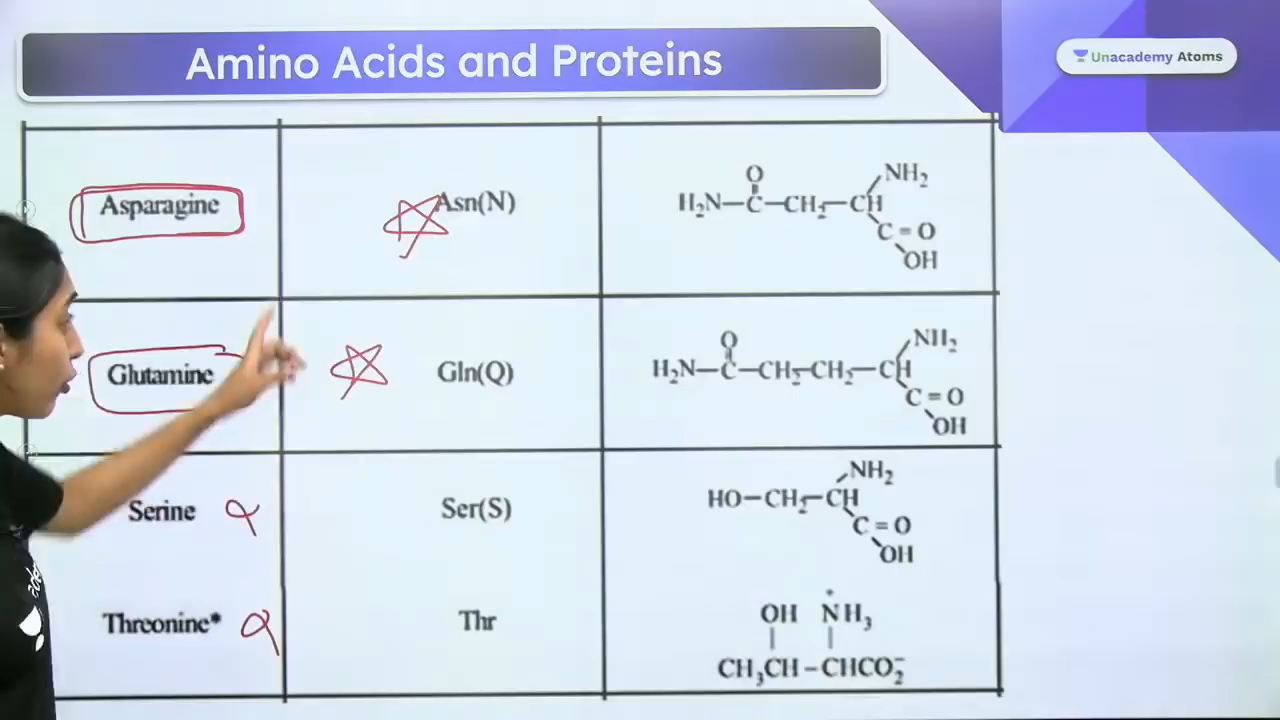 Amino Acids and Proteins
Unacademy Atoms
Asparagine
Asn(N)
H₂N—C—CH₂—CH
O
NH₂
C = O
OH
Glutamine
Gln(Q)
H₂N—C—CH₂—CH₂—CH
O
NH₂
C = O
OH
Serine
Ser(S)
HO—CH₂—CH
NH₂
C = O
OH
Threonine*
Thr
OH NH₃
CH₃CH – CHCO₂⁻